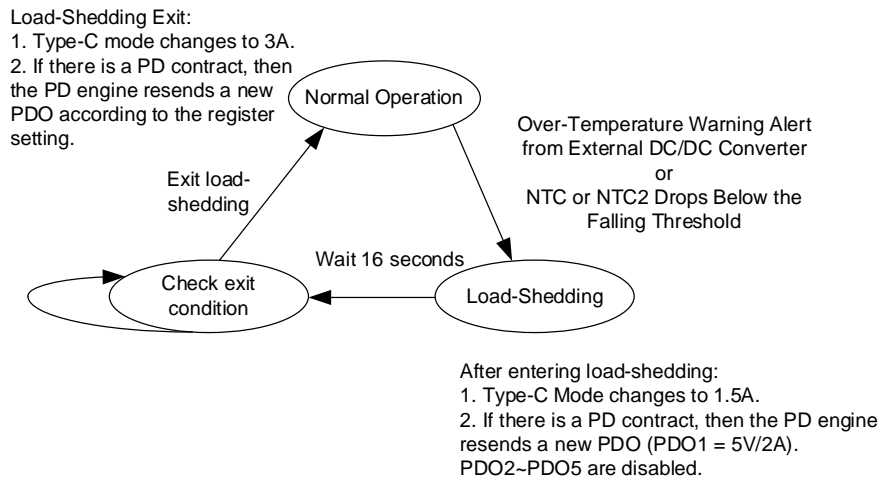 Load-Shedding Exit:
1. Type-C mode changes to 3A.
2. If there is a PD contract, then
the PD engine resends a new
PDO according to the register
setting.
Normal Operation
Over-Temperature Warning Alert
from External DC/DC Converter
or
NTC or NTC2 Drops Below the
Falling Threshold
Exit load-
shedding
Wait 16 seconds
Check exit
condition
Load-Shedding
After entering load-shedding:
1. Type-C Mode changes to 1.5A.
2. If there is a PD contract, then the PD engine
resends a new PDO (PDO1 = 5V/2A).
PDO2~PDO5 are disabled.